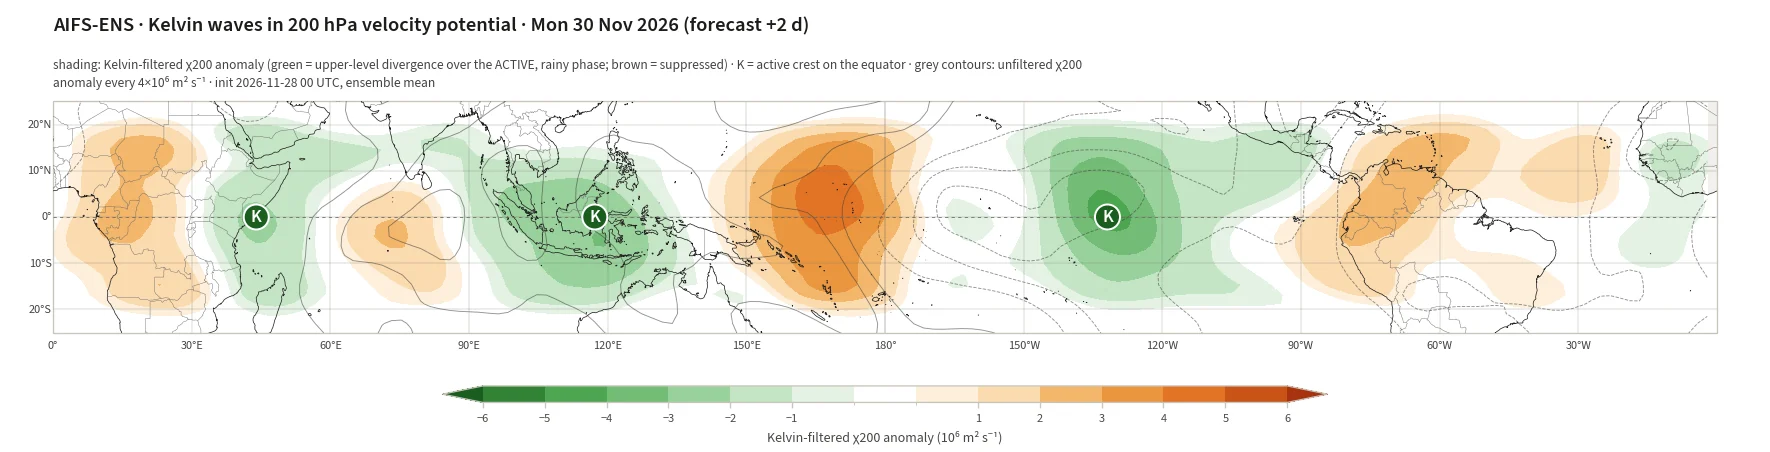 AIFS-ENS · Kelvin waves in 200 hPa velocity potential · Mon 30 Nov 2026 (forecast +2 d)
shading: Kelvin-filtered χ200 anomaly (green = upper-level divergence over the ACTIVE, rainy phase; brown = suppressed) · K = active crest on the equator · grey contours: unfiltered χ200
anomaly every 4×10⁶ m² s⁻¹ · init 2026-11-28 00 UTC, ensemble mean
20°N
10°N
0°
10°S
20°S
K K K
0° 30°E 60°E 90°E 120°E 150°E 180° 150°W 120°W 90°W 60°W 30°W
−6 −5 −4 −3 −2 −1 1 2 3 4 5 6
Kelvin-filtered χ200 anomaly (10⁶ m² s⁻¹)